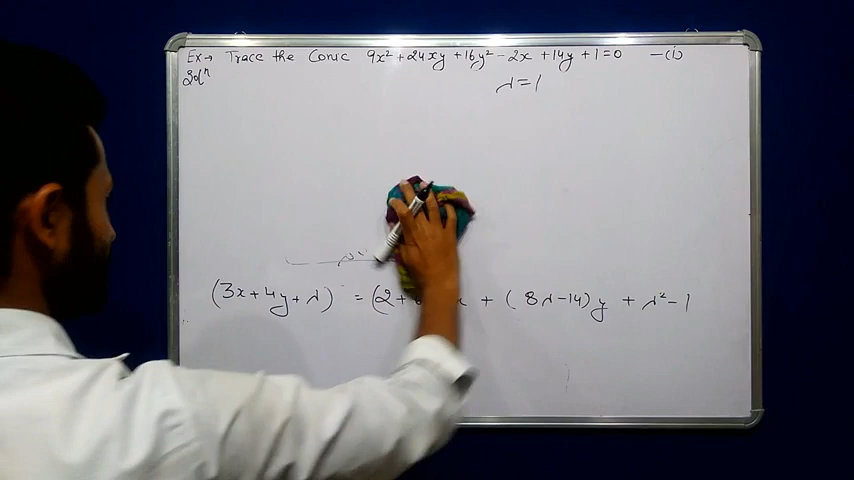 Ex→ Trace the Conic 9x² + 24xy + 16y² - 2x + 14y + 1 = 0 —(i)
Solⁿ
λ = 1
(3x + 4y + λ) = (2 + x + (8λ - 14) y + λ² - 1